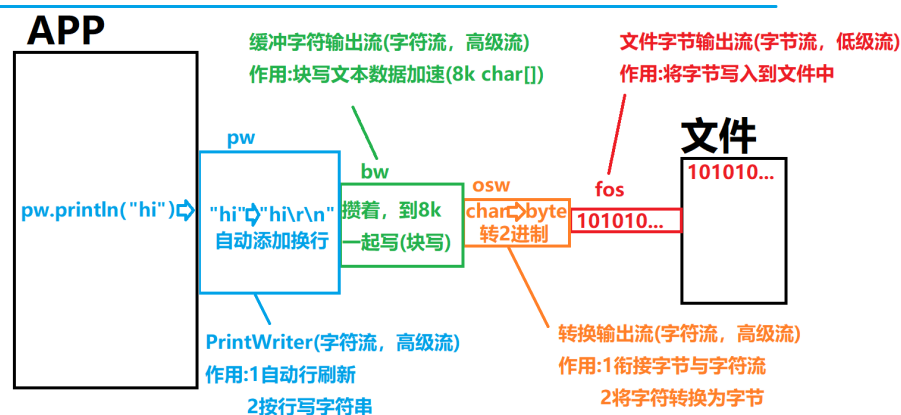 APP
缓冲字符输出流(字符流，高级流)
作用:块写文本数据加速(8k char[])
文件字节输出流(字节流，低级流)
作用:将字节写入到文件中
文件
pw
bw
osw
fos
101010...
pw.println("hi")
"hi" "hi\r\n"
自动添加换行
攒着，到8k
一起写(块写)
char byte
转2进制
101010...
PrintWriter(字符流，高级流)
作用:1自动行刷新
2按行写字符串
转换输出流(字符流，高级流)
作用:1衔接字节与字符流
2将字符转换为字节